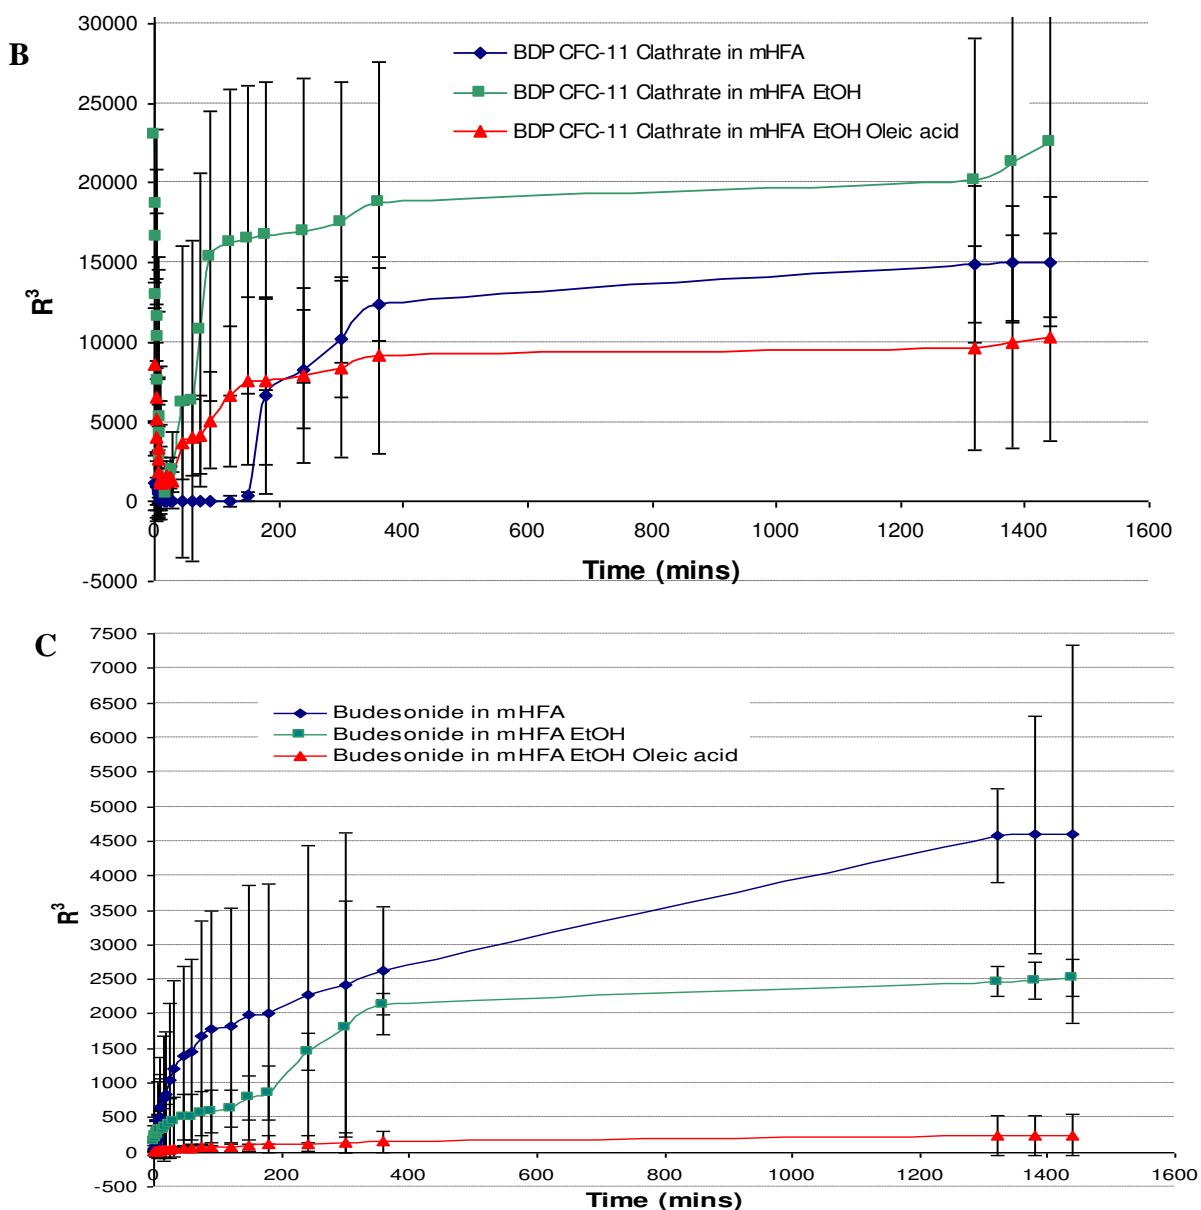 B
30000
25000
20000
15000
10000
5000
0
-5000
R³
BDP CFC-11 Clathrate in mHFA
BDP CFC-11 Clathrate in mHFA EtOH
BDP CFC-11 Clathrate in mHFA EtOH Oleic acid
0 200 400 600 800 1000 1200 1400 1600
Time (mins)
C
7500
7000
6500
6000
5500
5000
4500
4000
3500
3000
2500
2000
1500
1000
500
0
-500
R³
Budesonide in mHFA
Budesonide in mHFA EtOH
Budesonide in mHFA EtOH Oleic acid
0 200 400 600 800 1000 1200 1400 1600
Time (mins)